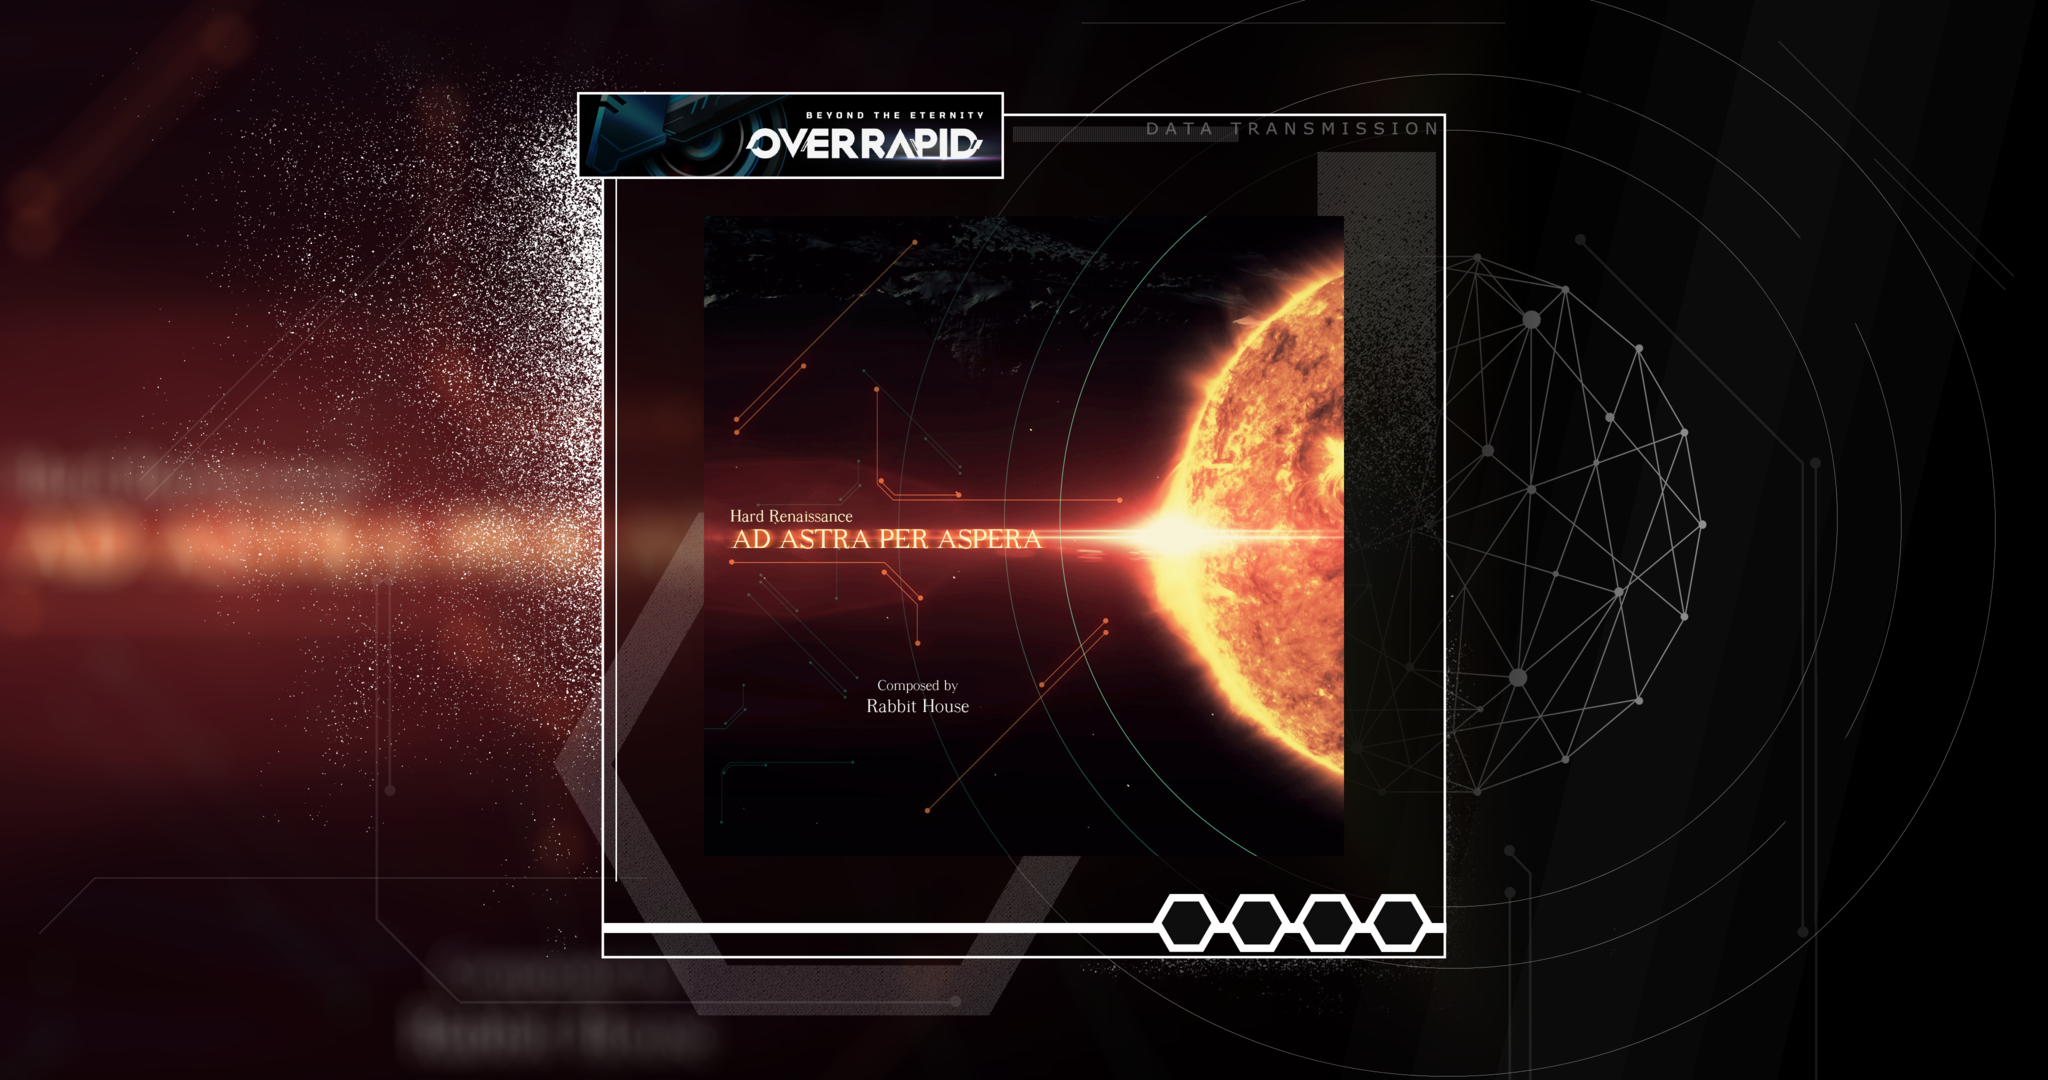 BEYOND THE ETERNITY
OVERRAPID
DATA TRANSMISSION
Hard Renaissance
AD ASTRA PER ASPERA
Composed by
Rabbit House